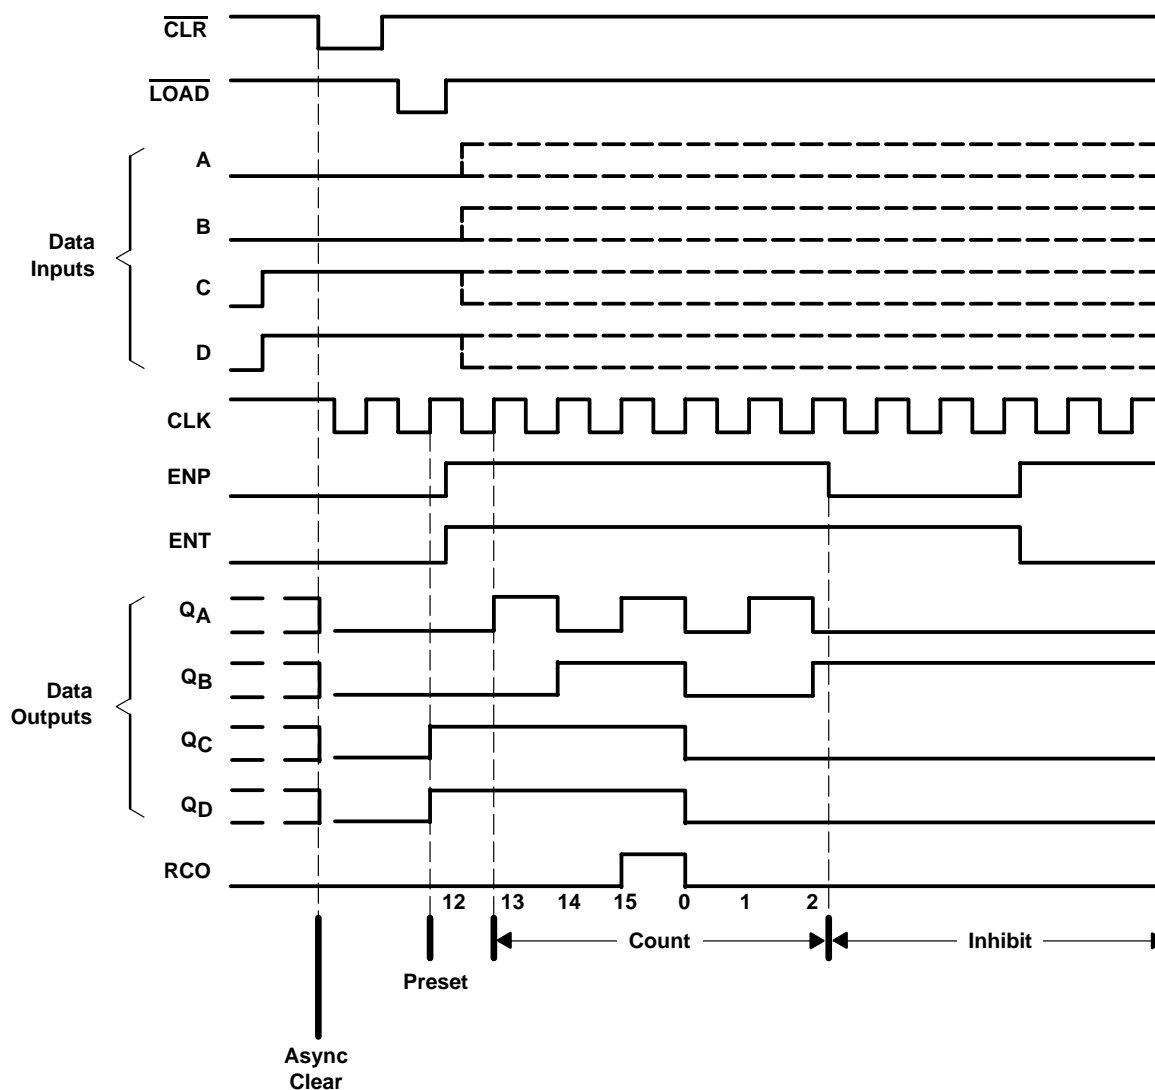 CLR
LOAD
A
B
Data
Inputs
C
D
CLK
ENP
ENT
QA
QB
Data
Outputs
QC
QD
RCO
12 13 14 15 0 1 2
Count
Inhibit
Preset
Async
Clear